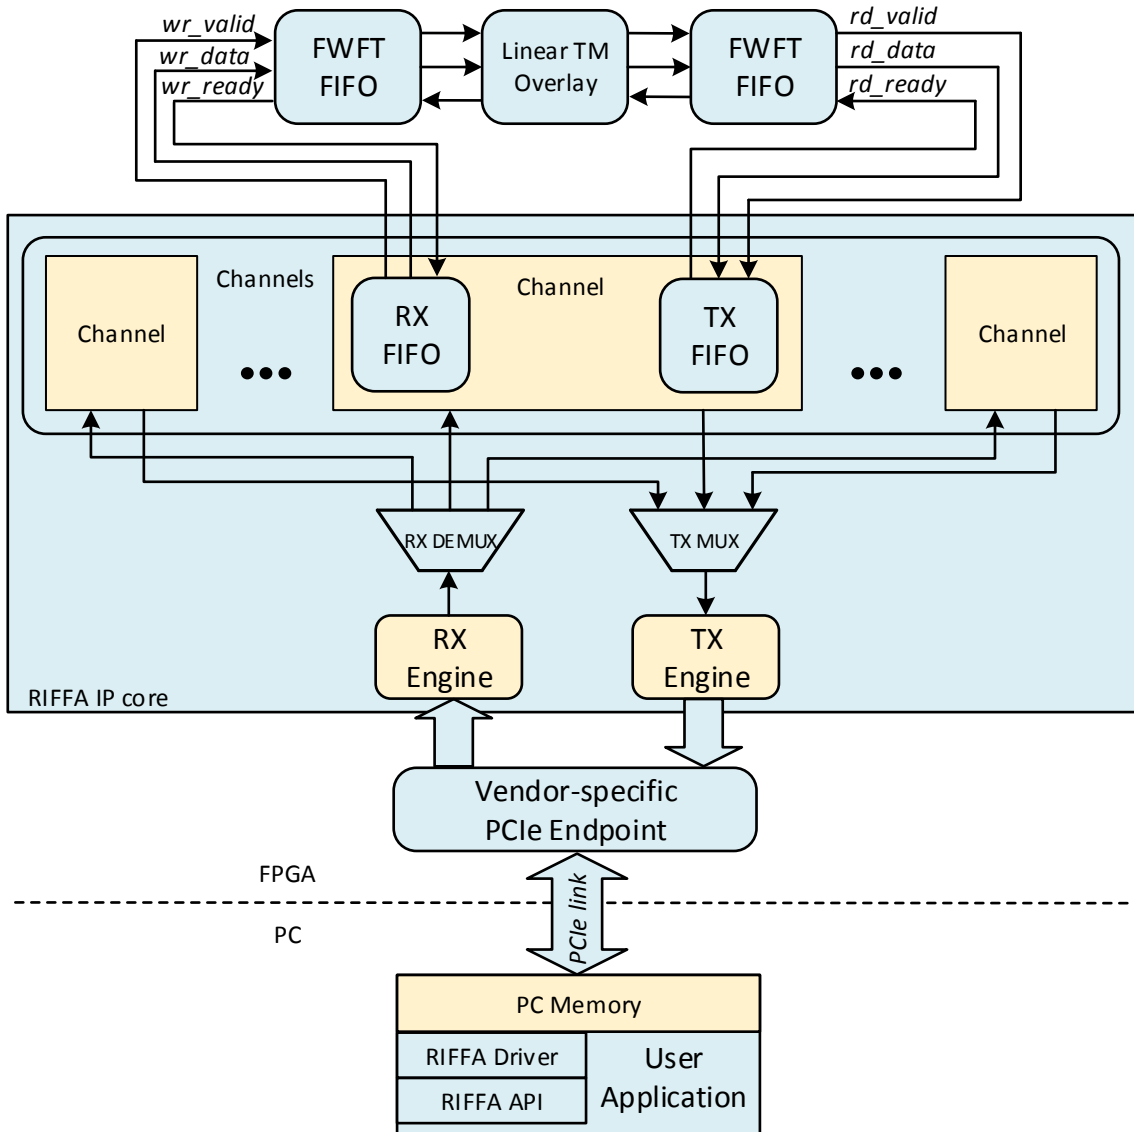 wr_valid
wr_data
wr_ready
FWFT
FIFO
Linear TM
Overlay
FWFT
FIFO
rd_valid
rd_data
rd_ready
Channels
Channel
Channel
RX
FIFO
TX
FIFO
Channel
RX DEMUX
TX MUX
RX
Engine
TX
Engine
RIFFA IP core
Vendor-specific
PCIe Endpoint
FPGA
PCIe link
PC
PC Memory
RIFFA Driver
RIFFA API
User
Application